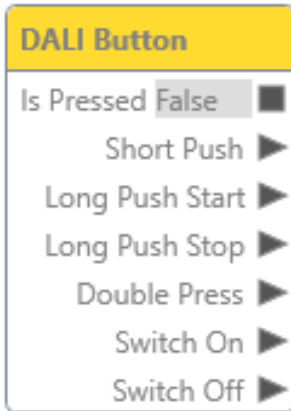 DALI Button
Is Pressed False
Short Push
Long Push Start
Long Push Stop
Double Press
Switch On
Switch Off